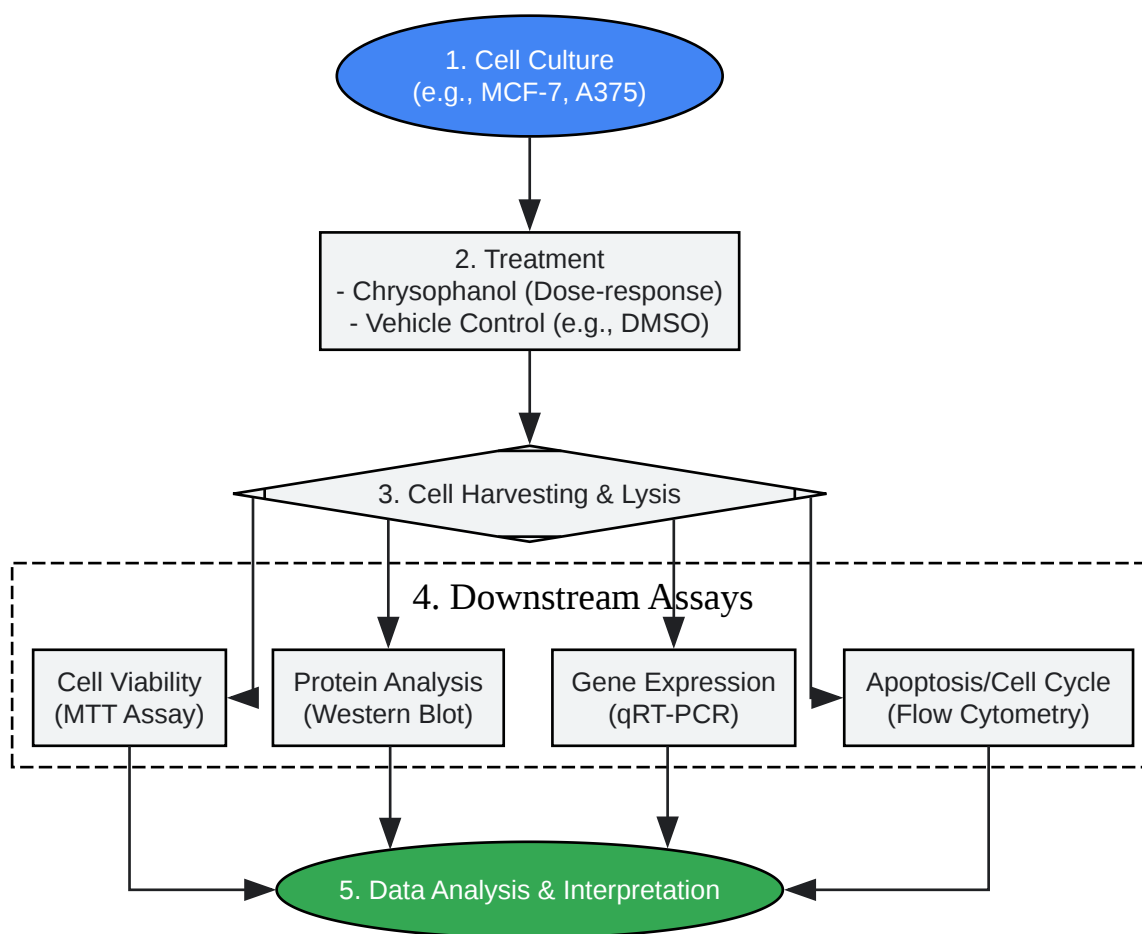 1. Cell Culture
(e.g., MCF-7, A375)
2. Treatment
- Chrysophanol (Dose-response)
- Vehicle Control (e.g., DMSO)
3. Cell Harvesting & Lysis
4. Downstream Assays
Cell Viability
(MTT Assay)
Protein Analysis
(Western Blot)
Gene Expression
(qRT-PCR)
Apoptosis/Cell Cycle
(Flow Cytometry)
5. Data Analysis & Interpretation